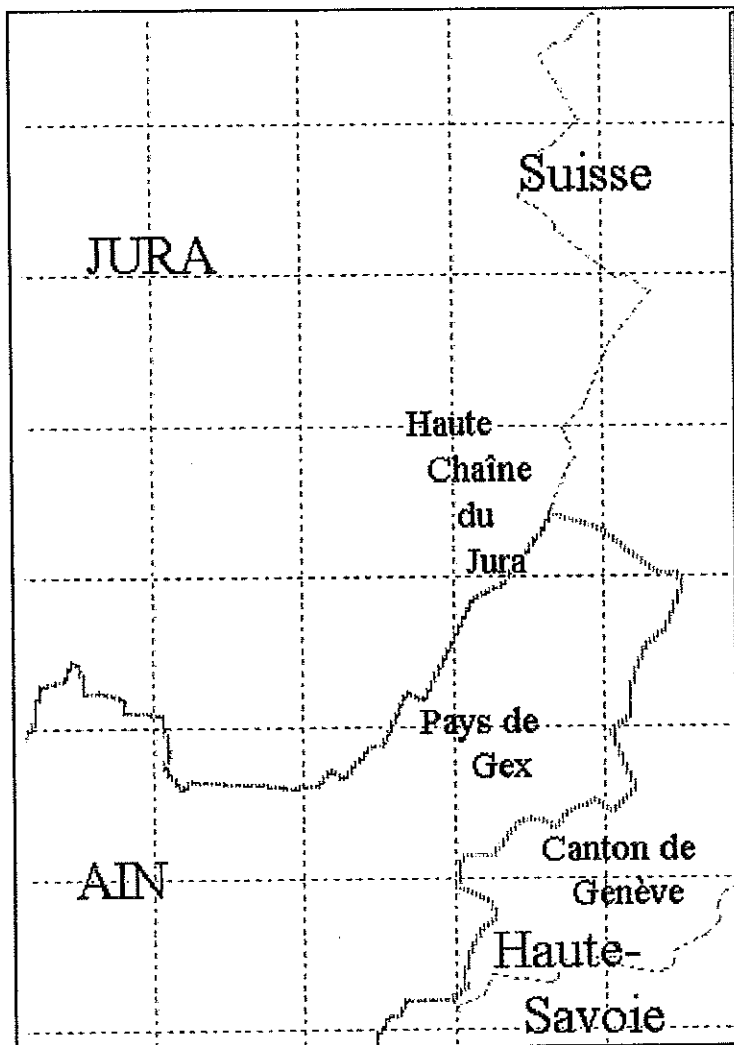 Suisse
JURA
Haute
Chaîne
du
Jura
Pays de
Gex
Canton de
Genève
AIN
Haute-
Savoie